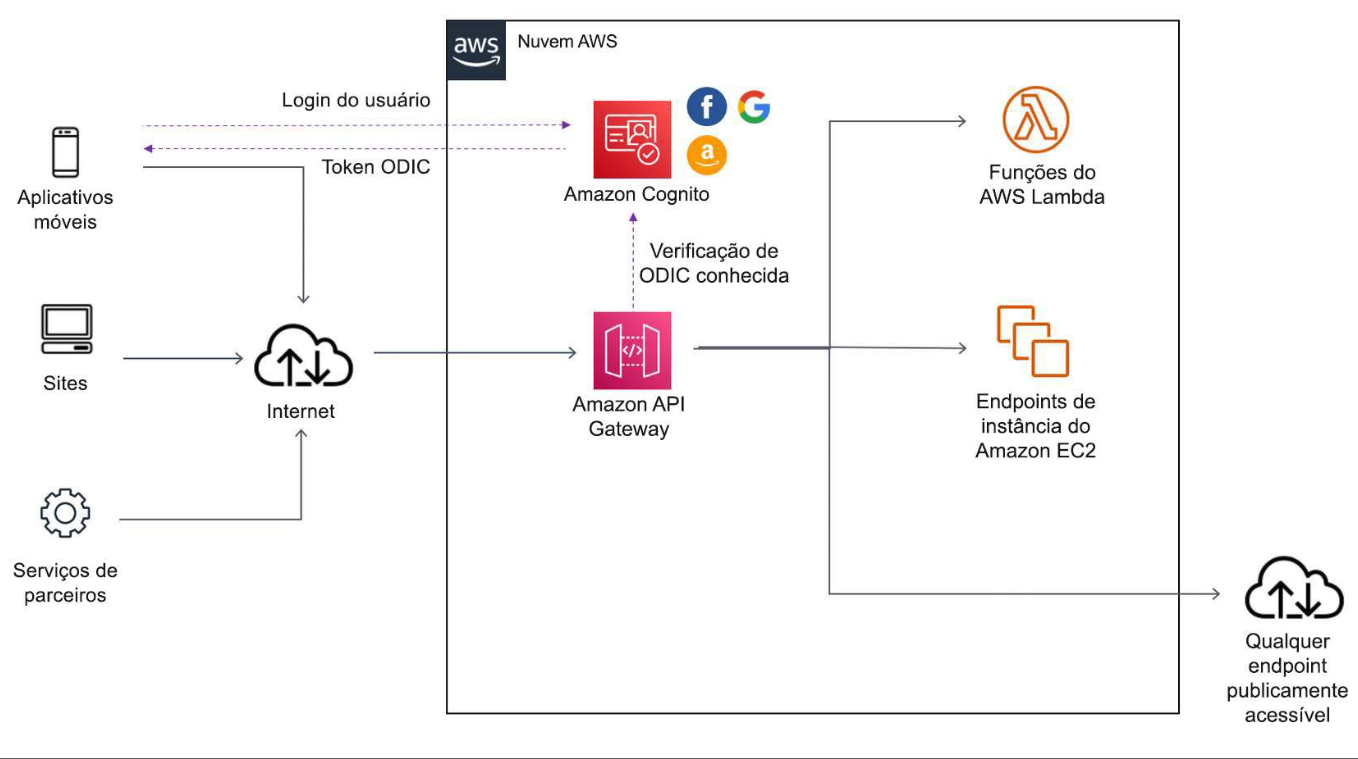 aws
Nuvem AWS
Login do usuário
Token ODIC
Aplicativos
móveis
Amazon Cognito
Funções do
AWS Lambda
Verificação de
ODIC conhecida
Sites
Internet
Amazon API
Gateway
Endpoints de
instância do
Amazon EC2
Serviços de
parceiros
Qualquer
endpoint
publicamente
acessível